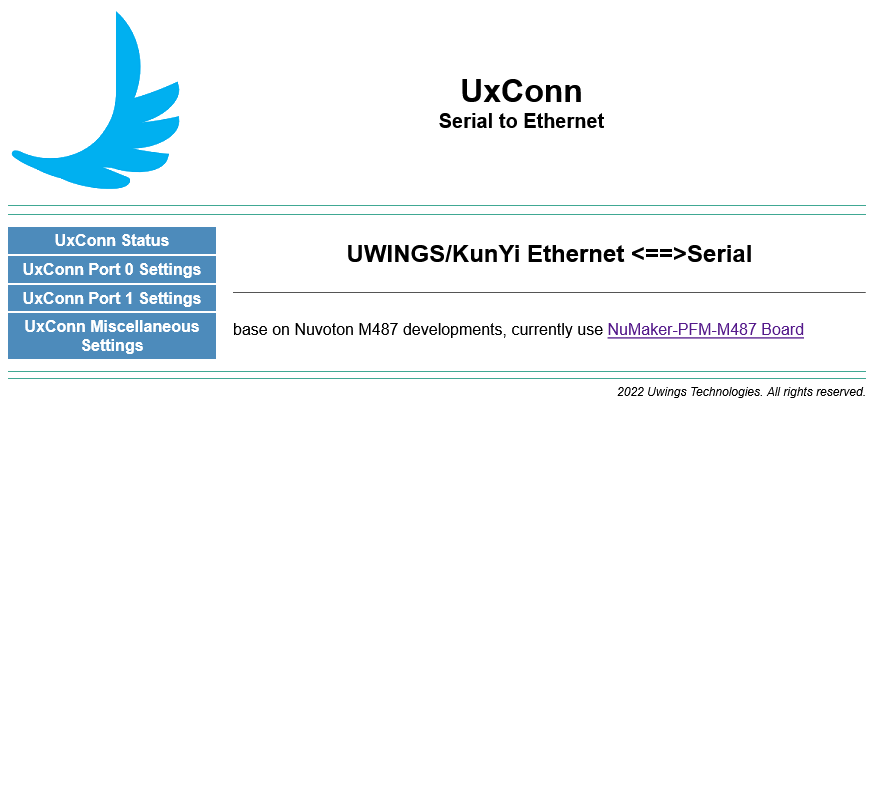 UxConn
Serial to Ethernet
UxConn Status
UxConn Port 0 Settings
UxConn Port 1 Settings
UxConn Miscellaneous
Settings
UWINGS/KunYi Ethernet <==>Serial
base on Nuvoton M487 developments, currently use NuMaker-PFM-M487 Board
2022 Uwings Technologies. All rights reserved.